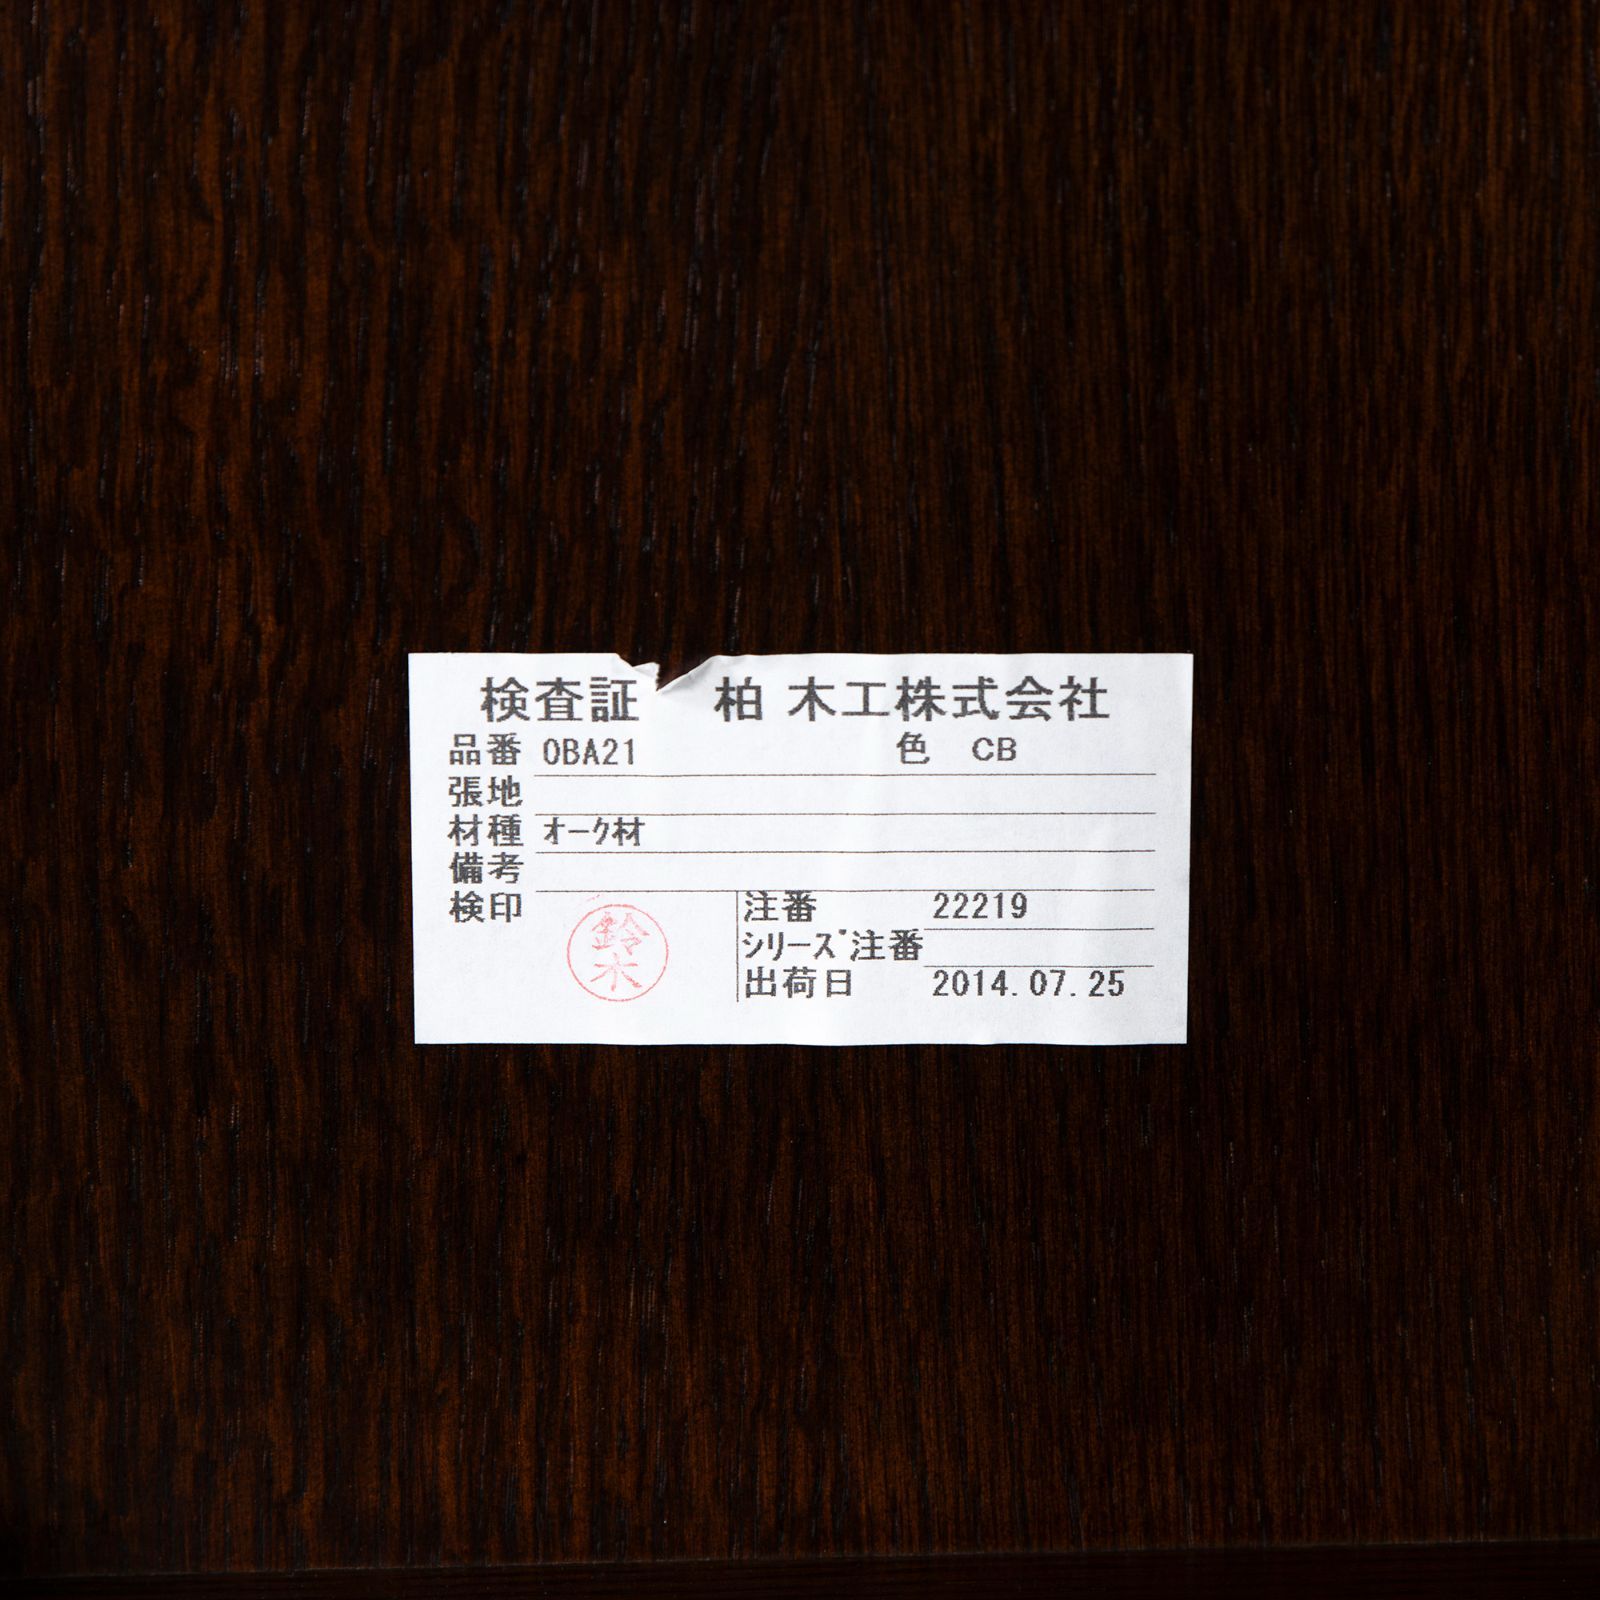 検査証 柏木工株式会社
品番 OBA21 色 CB
張地
材種 ｵｰｸ材
備考
検印 鈴木
注番 22219
ｼﾘｰｽﾞ注番
出荷日 2014.07.25